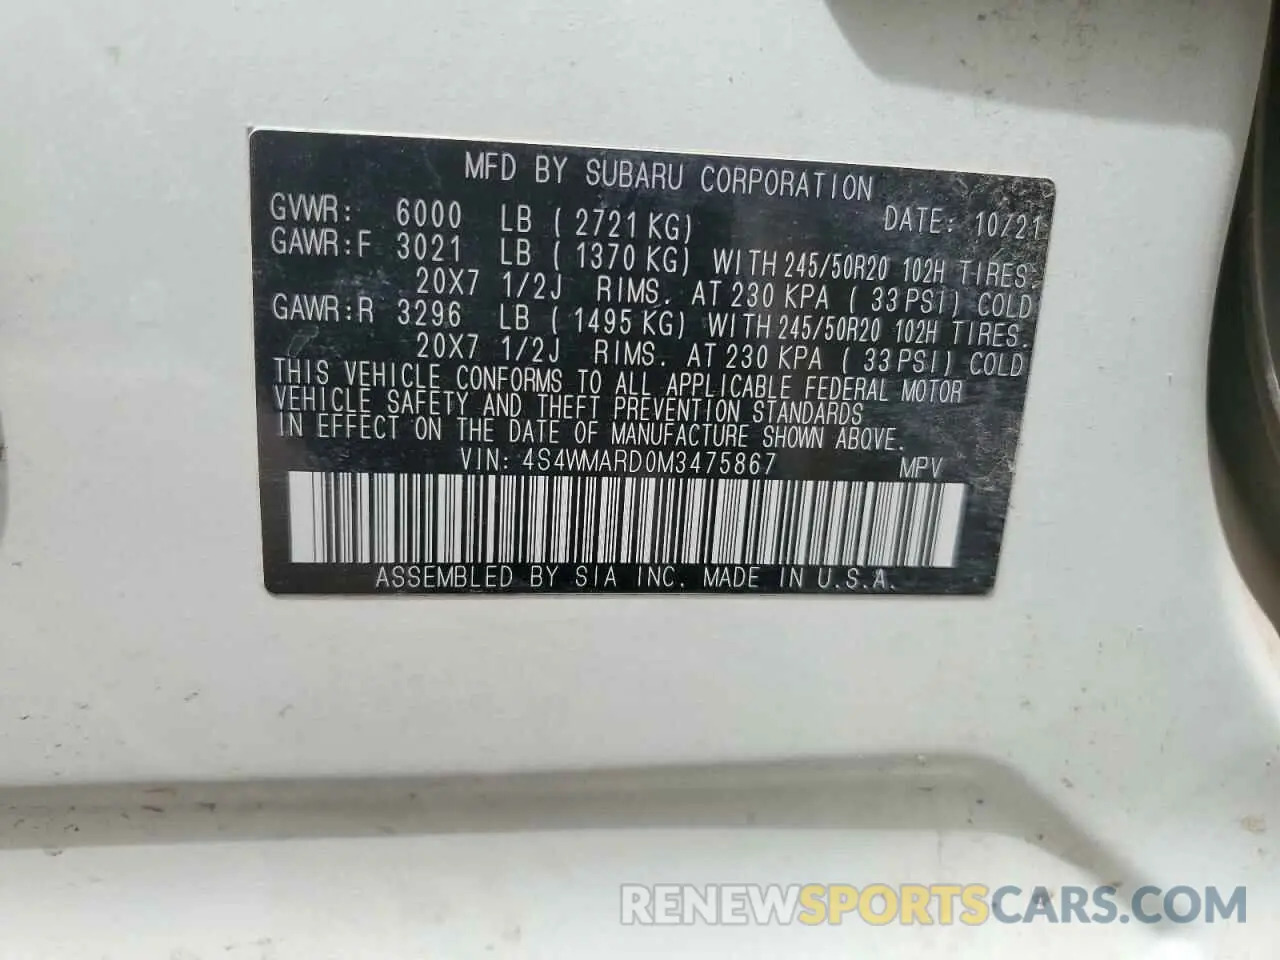 MFD BY SUBARU CORPORATION
GVWR: 6000 LB ( 2721 KG) DATE: 10/21
GAWR:F 3021 LB ( 1370 KG) WITH 245/50R20 102H TIRES.
20X7 1/2J RIMS. AT 230 KPA ( 33 PSI) COLD
GAWR:R 3296 LB ( 1495 KG) WITH 245/50R20 102H TIRES.
20X7 1/2J RIMS. AT 230 KPA ( 33 PSI) COLD
THIS VEHICLE CONFORMS TO ALL APPLICABLE FEDERAL MOTOR
VEHICLE SAFETY AND THEFT PREVENTION STANDARDS
IN EFFECT ON THE DATE OF MANUFACTURE SHOWN ABOVE.
VIN: 4S4WMARD0M3475867 MPV
ASSEMBLED BY SIA INC. MADE IN U.S.A.
RENEWSPORTSCARS.COM